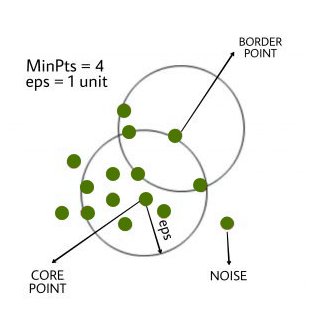 BORDER
POINT
MinPts = 4
eps = 1 unit
eps
CORE
POINT
NOISE